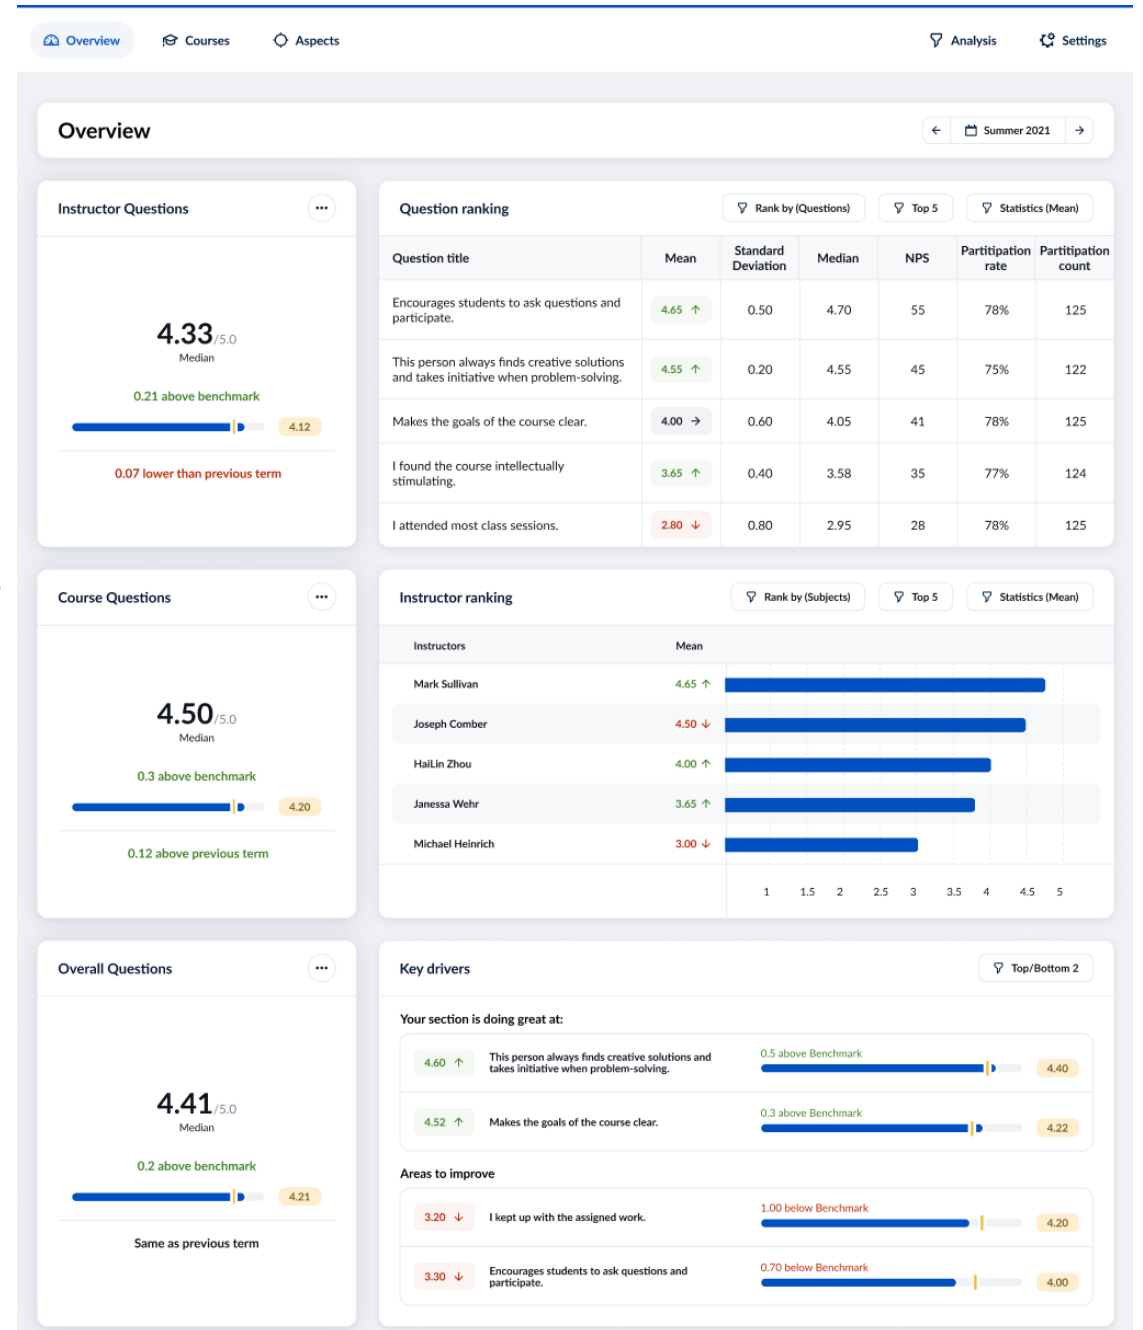 Overview Courses Aspects Analysis Settings
Overview
Summer 2021
Instructor Questions
4.33/5.0
Median
0.21 above benchmark
4.12
0.07 lower than previous term
Question ranking Rank by (Questions) Top 5 Statistics (Mean)
Question title Mean Standard Deviation Median NPS Partitipation rate Partitipation count
Encourages students to ask questions and
participate.
4.65 0.50 4.70 55 78% 125
This person always finds creative solutions
and takes initiative when problem-solving.
4.55 0.20 4.55 45 75% 122
Makes the goals of the course clear. 4.00 0.60 4.05 41 78% 125
I found the course intellectually
stimulating.
3.65 0.40 3.58 35 77% 124
I attended most class sessions. 2.80 0.80 2.95 28 78% 125
Course Questions
4.50/5.0
Median
0.3 above benchmark
4.20
0.12 above previous term
Instructor ranking Rank by (Subjects) Top 5 Statistics (Mean)
Instructors Mean
Mark Sullivan 4.65
Joseph Comber 4.50
HaiLin Zhou 4.00
Janessa Wehr 3.65
Michael Heinrich 3.00
1 1.5 2 2.5 3 3.5 4 4.5 5
Overall Questions
4.41/5.0
Median
0.2 above benchmark
4.21
Same as previous term
Key drivers Top/Bottom 2
Your section is doing great at:
4.60 This person always finds creative solutions and
takes initiative when problem-solving.
0.5 above Benchmark
4.40
4.52 Makes the goals of the course clear.
0.3 above Benchmark
4.22
Areas to improve
3.20 I kept up with the assigned work.
1.00 below Benchmark
4.20
3.30 Encourages students to ask questions and
participate.
0.70 below Benchmark
4.00